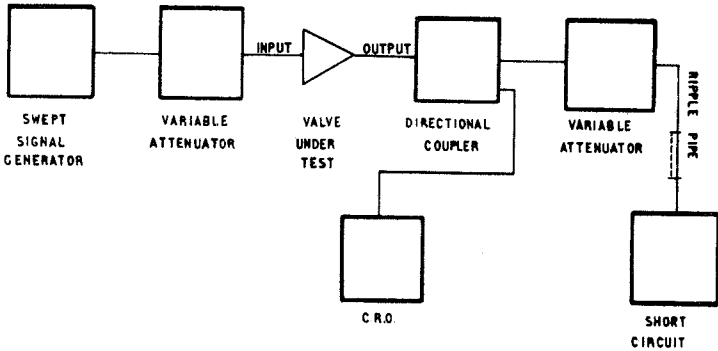 INPUT
OUTPUT
RIPPLE PIPE
SWEPT
SIGNAL
GENERATOR
VARIABLE
ATTENUATOR
VALVE
UNDER
TEST
DIRECTIONAL
COUPLER
VARIABLE
ATTENUATOR
C.R.O.
SHORT
CIRCUIT